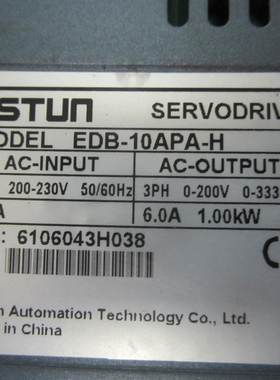 STUN SERVODRIV
ODEL EDB-10APA-H
AC-INPUT AC-OUTPUT
200-230V 50/60Hz 3PH 0-200V 0-333
A 6.0A 1.00kW
: 6106043H038
n Automation Technology Co., Ltd.
in China